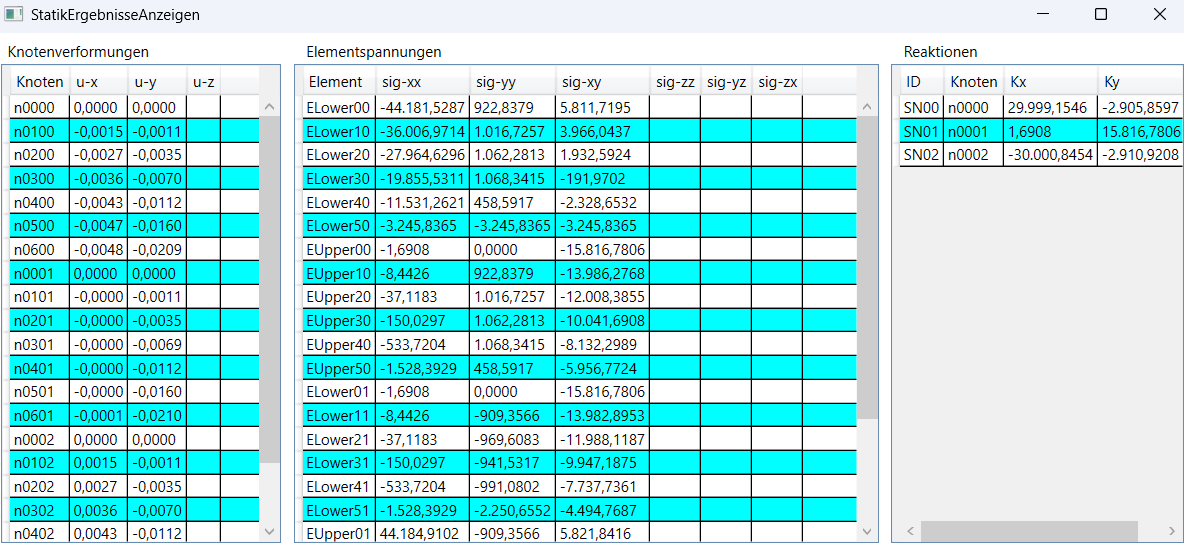 StatikErgebnisseAnzeigen
Knotenverformungen
Knoten u-x u-y u-z
n0000 0,0000 0,0000
n0100 -0,0015 -0,0011
n0200 -0,0027 -0,0035
n0300 -0,0036 -0,0070
n0400 -0,0043 -0,0112
n0500 -0,0047 -0,0160
n0600 -0,0048 -0,0209
n0001 0,0000 0,0000
n0101 -0,0000 -0,0011
n0201 -0,0000 -0,0035
n0301 -0,0000 -0,0069
n0401 -0,0000 -0,0112
n0501 -0,0000 -0,0160
n0601 -0,0001 -0,0210
n0002 0,0000 0,0000
n0102 0,0015 -0,0011
n0202 0,0027 -0,0035
n0302 0,0036 -0,0070
n0402 0,0043 -0,0112
Elementspannungen
Element sig-xx sig-yy sig-xy sig-zz sig-yz sig-zx
ELower00 -44.181,5287 922,8379 5.811,7195
ELower10 -36.006,9714 1.016,7257 3.966,0437
ELower20 -27.964,6296 1.062,2813 1.932,5924
ELower30 -19.855,5311 1.068,3415 -191,9702
ELower40 -11.531,2621 458,5917 -2.328,6532
ELower50 -3.245,8365 -3.245,8365 -3.245,8365
EUpper00 -1,6908 0,0000 -15.816,7806
EUpper10 -8,4426 922,8379 -13.986,2768
EUpper20 -37,1183 1.016,7257 -12.008,3855
EUpper30 -150,0297 1.062,2813 -10.041,6908
EUpper40 -533,7204 1.068,3415 -8.132,2989
EUpper50 -1.528,3929 458,5917 -5.956,7724
ELower01 -1,6908 0,0000 -15.816,7806
ELower11 -8,4426 -909,3566 -13.982,8953
ELower21 -37,1183 -969,6083 -11.988,1187
ELower31 -150,0297 -941,5317 -9.947,1875
ELower41 -533,7204 -991,0802 -7.737,7361
ELower51 -1.528,3929 -2.250,6552 -4.494,7687
EUpper01 44.184,9102 -909,3566 5.821,8416
Reaktionen
ID Knoten Kx Ky
SN00 n0000 29.999,1546 -2.905,8597
SN01 n0001 1,6908 15.816,7806
SN02 n0002 -30.000,8454 -2.910,9208